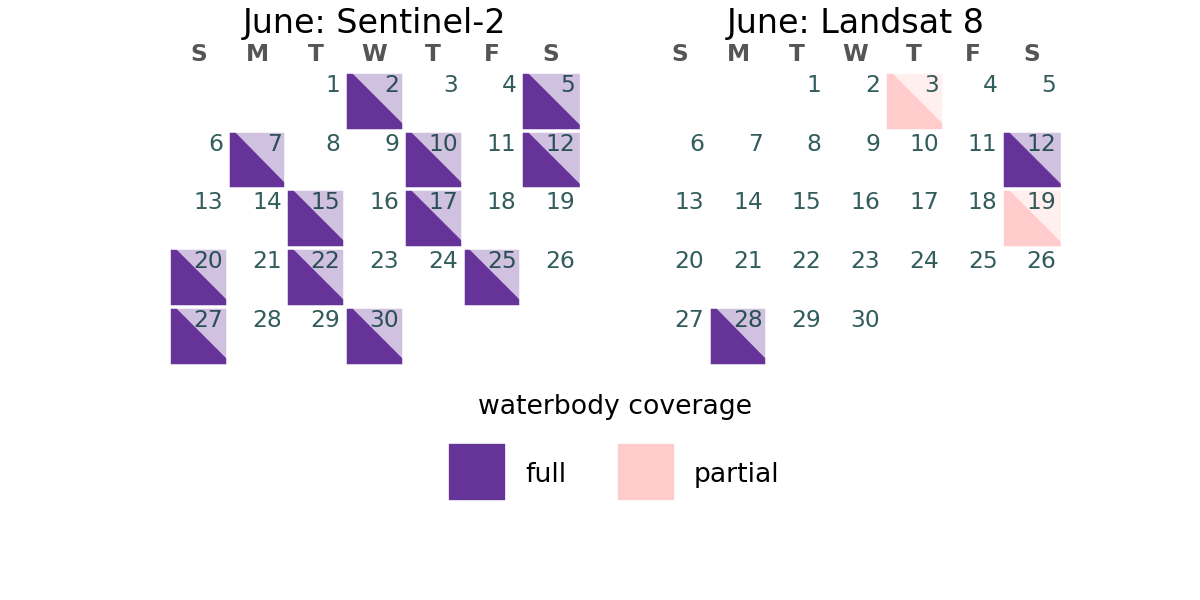 June: Sentinel-2
S M T W T F S
1 2 3 4 5
6 7 8 9 10 11 12
13 14 15 16 17 18 19
20 21 22 23 24 25 26
27 28 29 30
June: Landsat 8
S M T W T F S
1 2 3 4 5
6 7 8 9 10 11 12
13 14 15 16 17 18 19
20 21 22 23 24 25 26
27 28 29 30
waterbody coverage
full partial